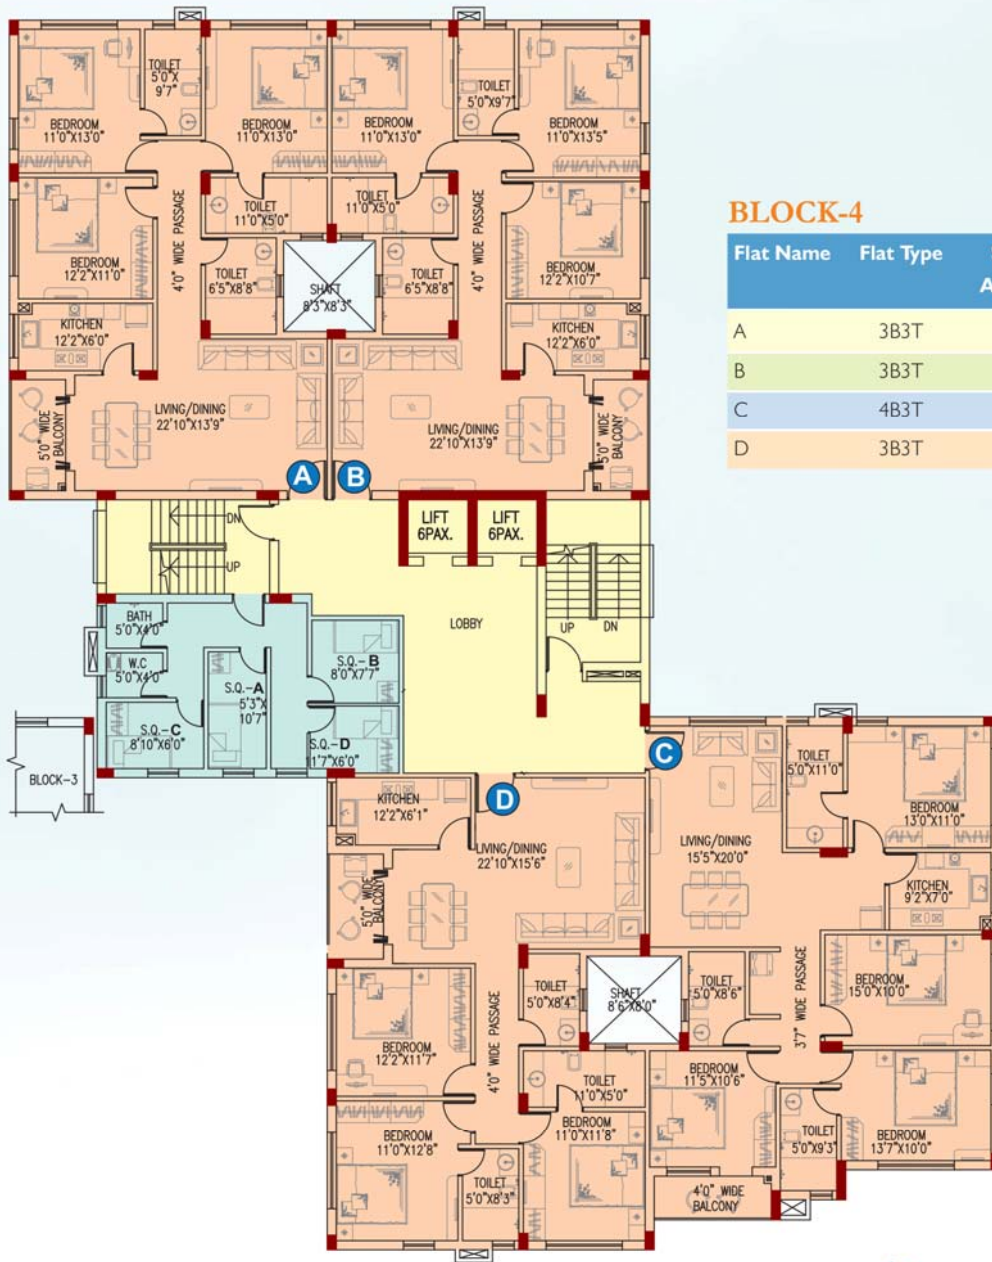 TOILET
5'0"X
9'7"
BEDROOM
11'0"X13'0"
BEDROOM
11'0"X13'0"
BEDROOM
11'0"X13'0"
TOILET
5'0"X9'7"
BEDROOM
11'0"X13'5"
4'0" WIDE PASSAGE
TOILET
11'0"X5'0"
TOILET
11'0"X5'0"
4'0" WIDE PASSAGE
BEDROOM
12'2"X11'0"
TOILET
6'5"X8'8"
SHAFT
8'3"X8'3"
TOILET
6'5"X8'8"
BEDROOM
12'2"X10'7"
KITCHEN
12'2"X6'0"
KITCHEN
12'2"X6'0"
5'0" WIDE
BALCONY
LIVING/DINING
22'10"X13'9"
LIVING/DINING
22'10"X13'9"
5'0" WIDE
BALCONY
A
B
BLOCK-4
Flat Name Flat Type
A
A 3B3T
B 3B3T
C 4B3T
D 3B3T
DN
UP
LIFT
6PAX.
LIFT
6PAX.
LOBBY
UP DN
BATH
5'0"X4'0"
W.C
5'0"X4'0"
S.Q.-A
5'3"X
10'7"
S.Q.-B
8'0"X7'7"
S.Q.-C
8'10"X6'0"
S.Q.-D
11'7"X6'0"
BLOCK-3
C
D
KITCHEN
12'2"X6'1"
LIVING/DINING
22'10"X15'6"
5'0" WIDE
BALCONY
LIVING/DINING
15'5"X20'0"
TOILET
5'0"X11'0"
BEDROOM
13'0"X11'0"
KITCHEN
9'2"X7'0"
BEDROOM
15'0"X10'0"
TOILET
5'0"X8'4"
SHAFT
8'6"X8'0"
TOILET
5'0"X8'6"
3'7" WIDE PASSAGE
BEDROOM
12'2"X11'7"
4'0" WIDE PASSAGE
TOILET
11'0"X5'0"
BEDROOM
11'5"X10'6"
BEDROOM
11'0"X12'8"
TOILET
5'0"X8'3"
BEDROOM
11'0"X11'8"
TOILET
5'0"X9'3"
BEDROOM
13'7"X10'0"
4'0" WIDE
BALCONY